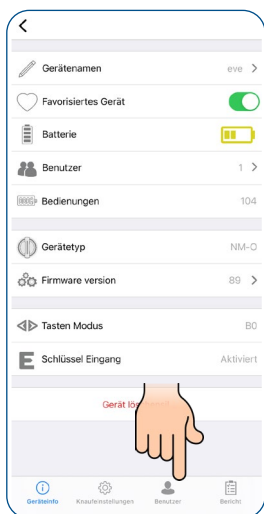 Gerätenamen eve
Favorisiertes Gerät
Batterie
Benutzer 1
Bedienungen 104
Gerätetyp NM-O
Firmware version 89
Tasten Modus B0
E Schlüssel Eingang Aktiviert
Gerät
Geräteinfo Knaufeinstellungen Benutzer Bericht